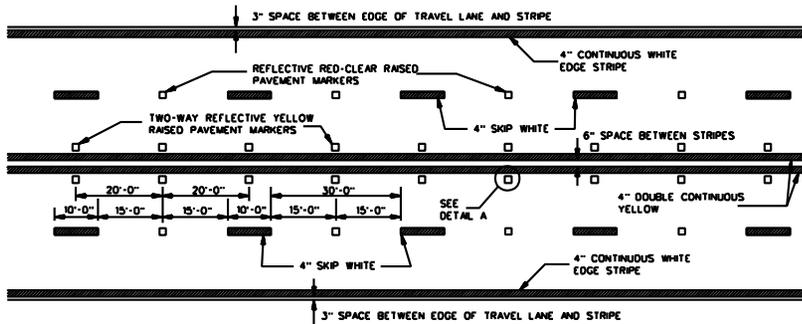 3" SPACE BETWEEN EDGE OF TRAVEL LANE AND STRIPE
4" CONTINUOUS WHITE
EDGE STRIPE
REFLECTIVE RED-CLEAR RAISED
PAVEMENT MARKERS
TWO-WAY REFLECTIVE YELLOW
RAISED PAVEMENT MARKERS
4" SKIP WHITE
6" SPACE BETWEEN STRIPES
20'-0" 20'-0" 30'-0"
10'-0" 15'-0" 15'-0" 10'-0" 15'-0" 15'-0"
SEE
DETAIL A
4" DOUBLE CONTINUOUS
YELLOW
4" SKIP WHITE
4" CONTINUOUS WHITE
EDGE STRIPE
3" SPACE BETWEEN EDGE OF TRAVEL LANE AND STRIPE